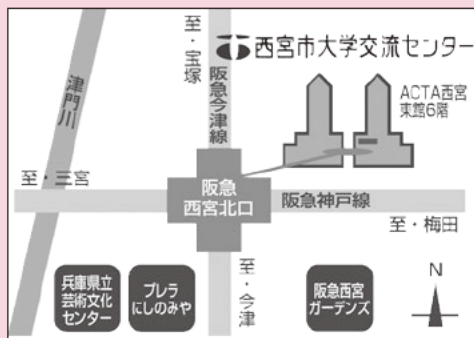 西宮市大学交流センター
ACTA西宮
東館6階
至・宝塚
阪急今津線
津門川
至・三宮
阪急
西宮北口
阪急神戸線
至・梅田
兵庫県立
芸術文化
センター
プレラ
にしのみや
至・今津
阪急西宮
ガーデンズ
N